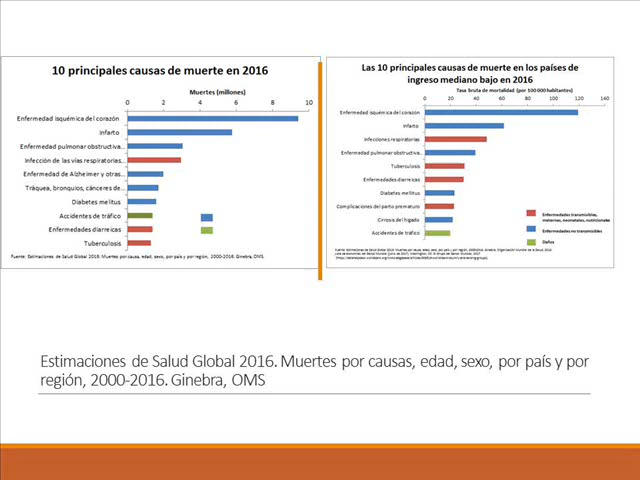 10 principales causas de muerte en 2016
Muertes (millones)
0 2 4 6 8 10
Enfermedad isquémica del corazón
Infarto
Enfermedad pulmonar obstructiva...
Infección de las vías respiratorias...
Enfermedad de Alzheimer y otras...
Tráquea, bronquios, cánceres de...
Diabetes mellitus
Accidentes de tráfico
Enfermedades diarreicas
Tuberculosis
Fuente: Estimaciones de Salud Global 2016: Muertes por causa, edad, sexo, por país y por región, 2000-2016. Ginebra, OMS.
Las 10 principales causas de muerte en los países de
ingreso mediano bajo en 2016
Tasa bruta de mortalidad (por 100 000 habitantes)
0 20 40 60 80 100 120 140
Enfermedad isquémica del corazón
Infarto
Infecciones respiratorias
Enfermedad pulmonar obstructiva...
Tuberculosis
Enfermedades diarreicas
Diabetes mellitus
Complicaciones del parto prematuro
Cirrosis del hígado
Accidentes de tráfico
Enfermedades transmisibles,
maternas, neonatales, nutricionales
Enfermedades no transmisibles
Daños
Estimaciones de Salud Global 2016. Muertes por causas, edad, sexo, por país y por
región, 2000-2016. Ginebra, OMS